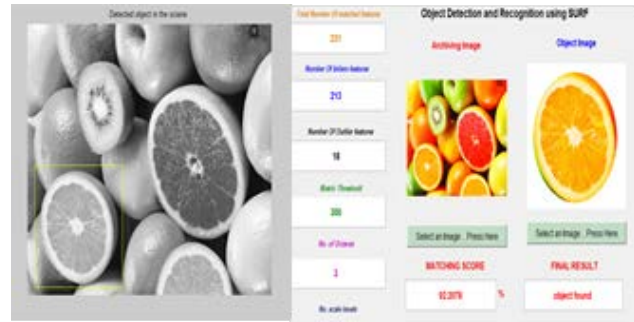 Detected object in the scene
Total Number Of matched features
231
Number Of Inliers features
213
Number Of Outlier features
18
Metric Threshold
200
No. of Octave
3
No. scale levels
Object Detection and Recognition using SURF
Archiving Image
Object Image
Select an Image .. Press Here
Select an Image .. Press Here
MATCHING SCORE
FINAL RESULT
92.2078 %
object found